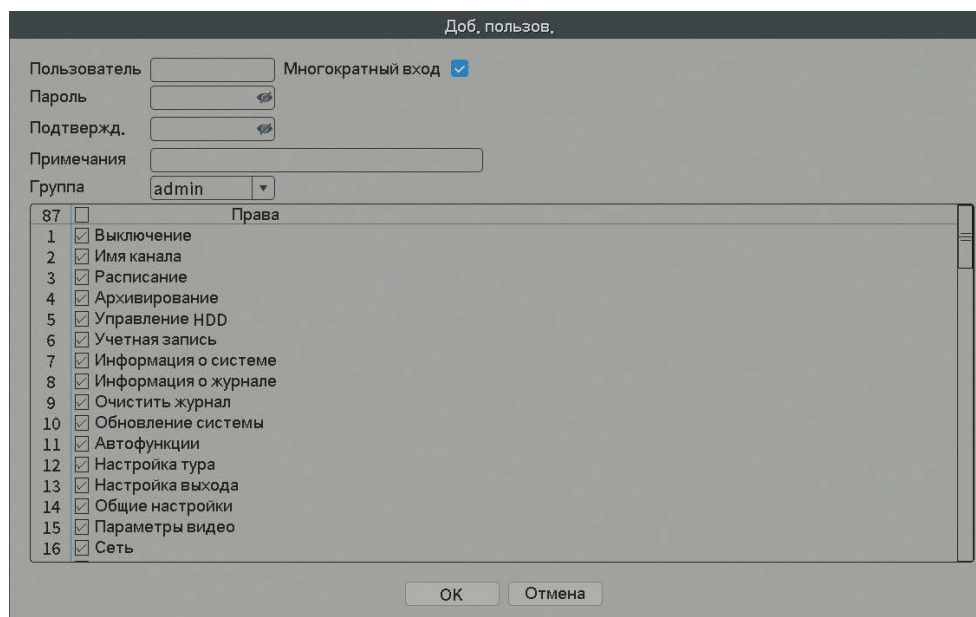 Доб. пользов.
Пользователь Многократный вход
Пароль
Подтвержд.
Примечания
Группа admin
87 Права
1 Выключение
2 Имя канала
3 Расписание
4 Архивирование
5 Управление HDD
6 Учетная запись
7 Информация о системе
8 Информация о журнале
9 Очистить журнал
10 Обновление системы
11 Автофункции
12 Настройка тура
13 Настройка выхода
14 Общие настройки
15 Параметры видео
16 Сеть
OK Отмена